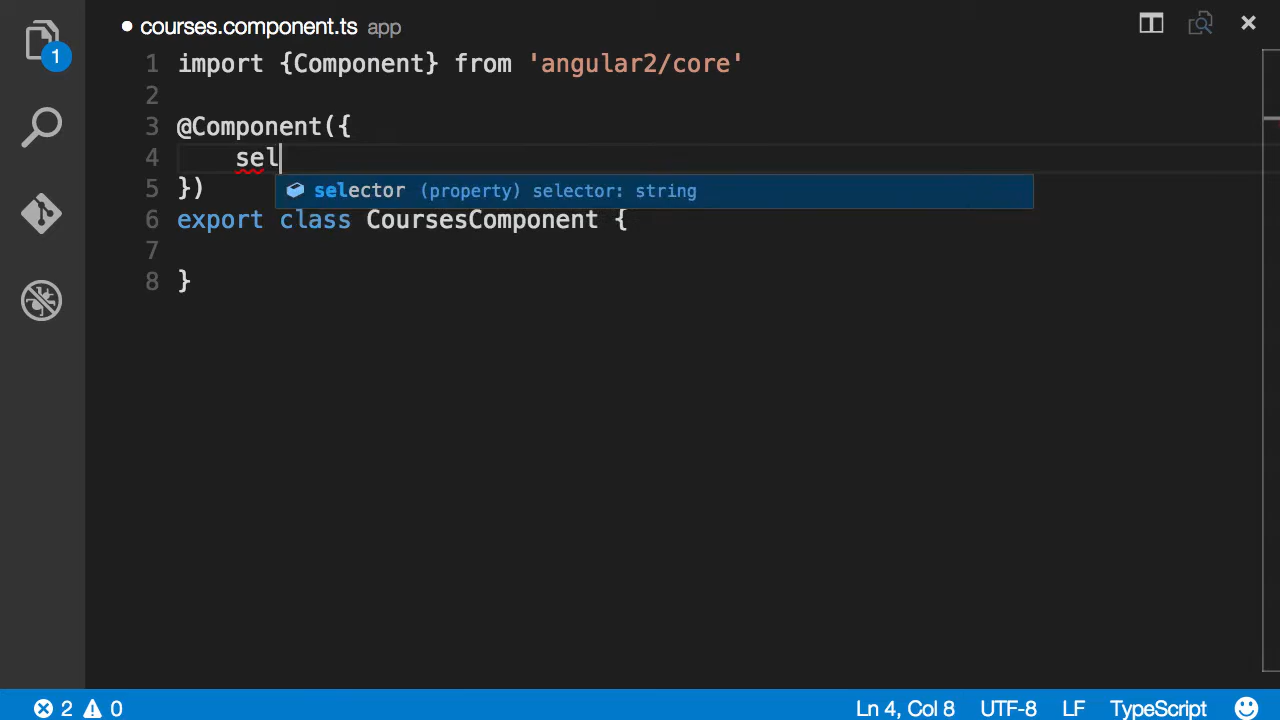 ● courses.component.ts app
1
1 import {Component} from 'angular2/core'
2
3 @Component({
4 sel
selector (property) selector: string
5 })
6 export class CoursesComponent {
7
8 }
2 0 Ln 4, Col 8 UTF-8 LF TypeScript